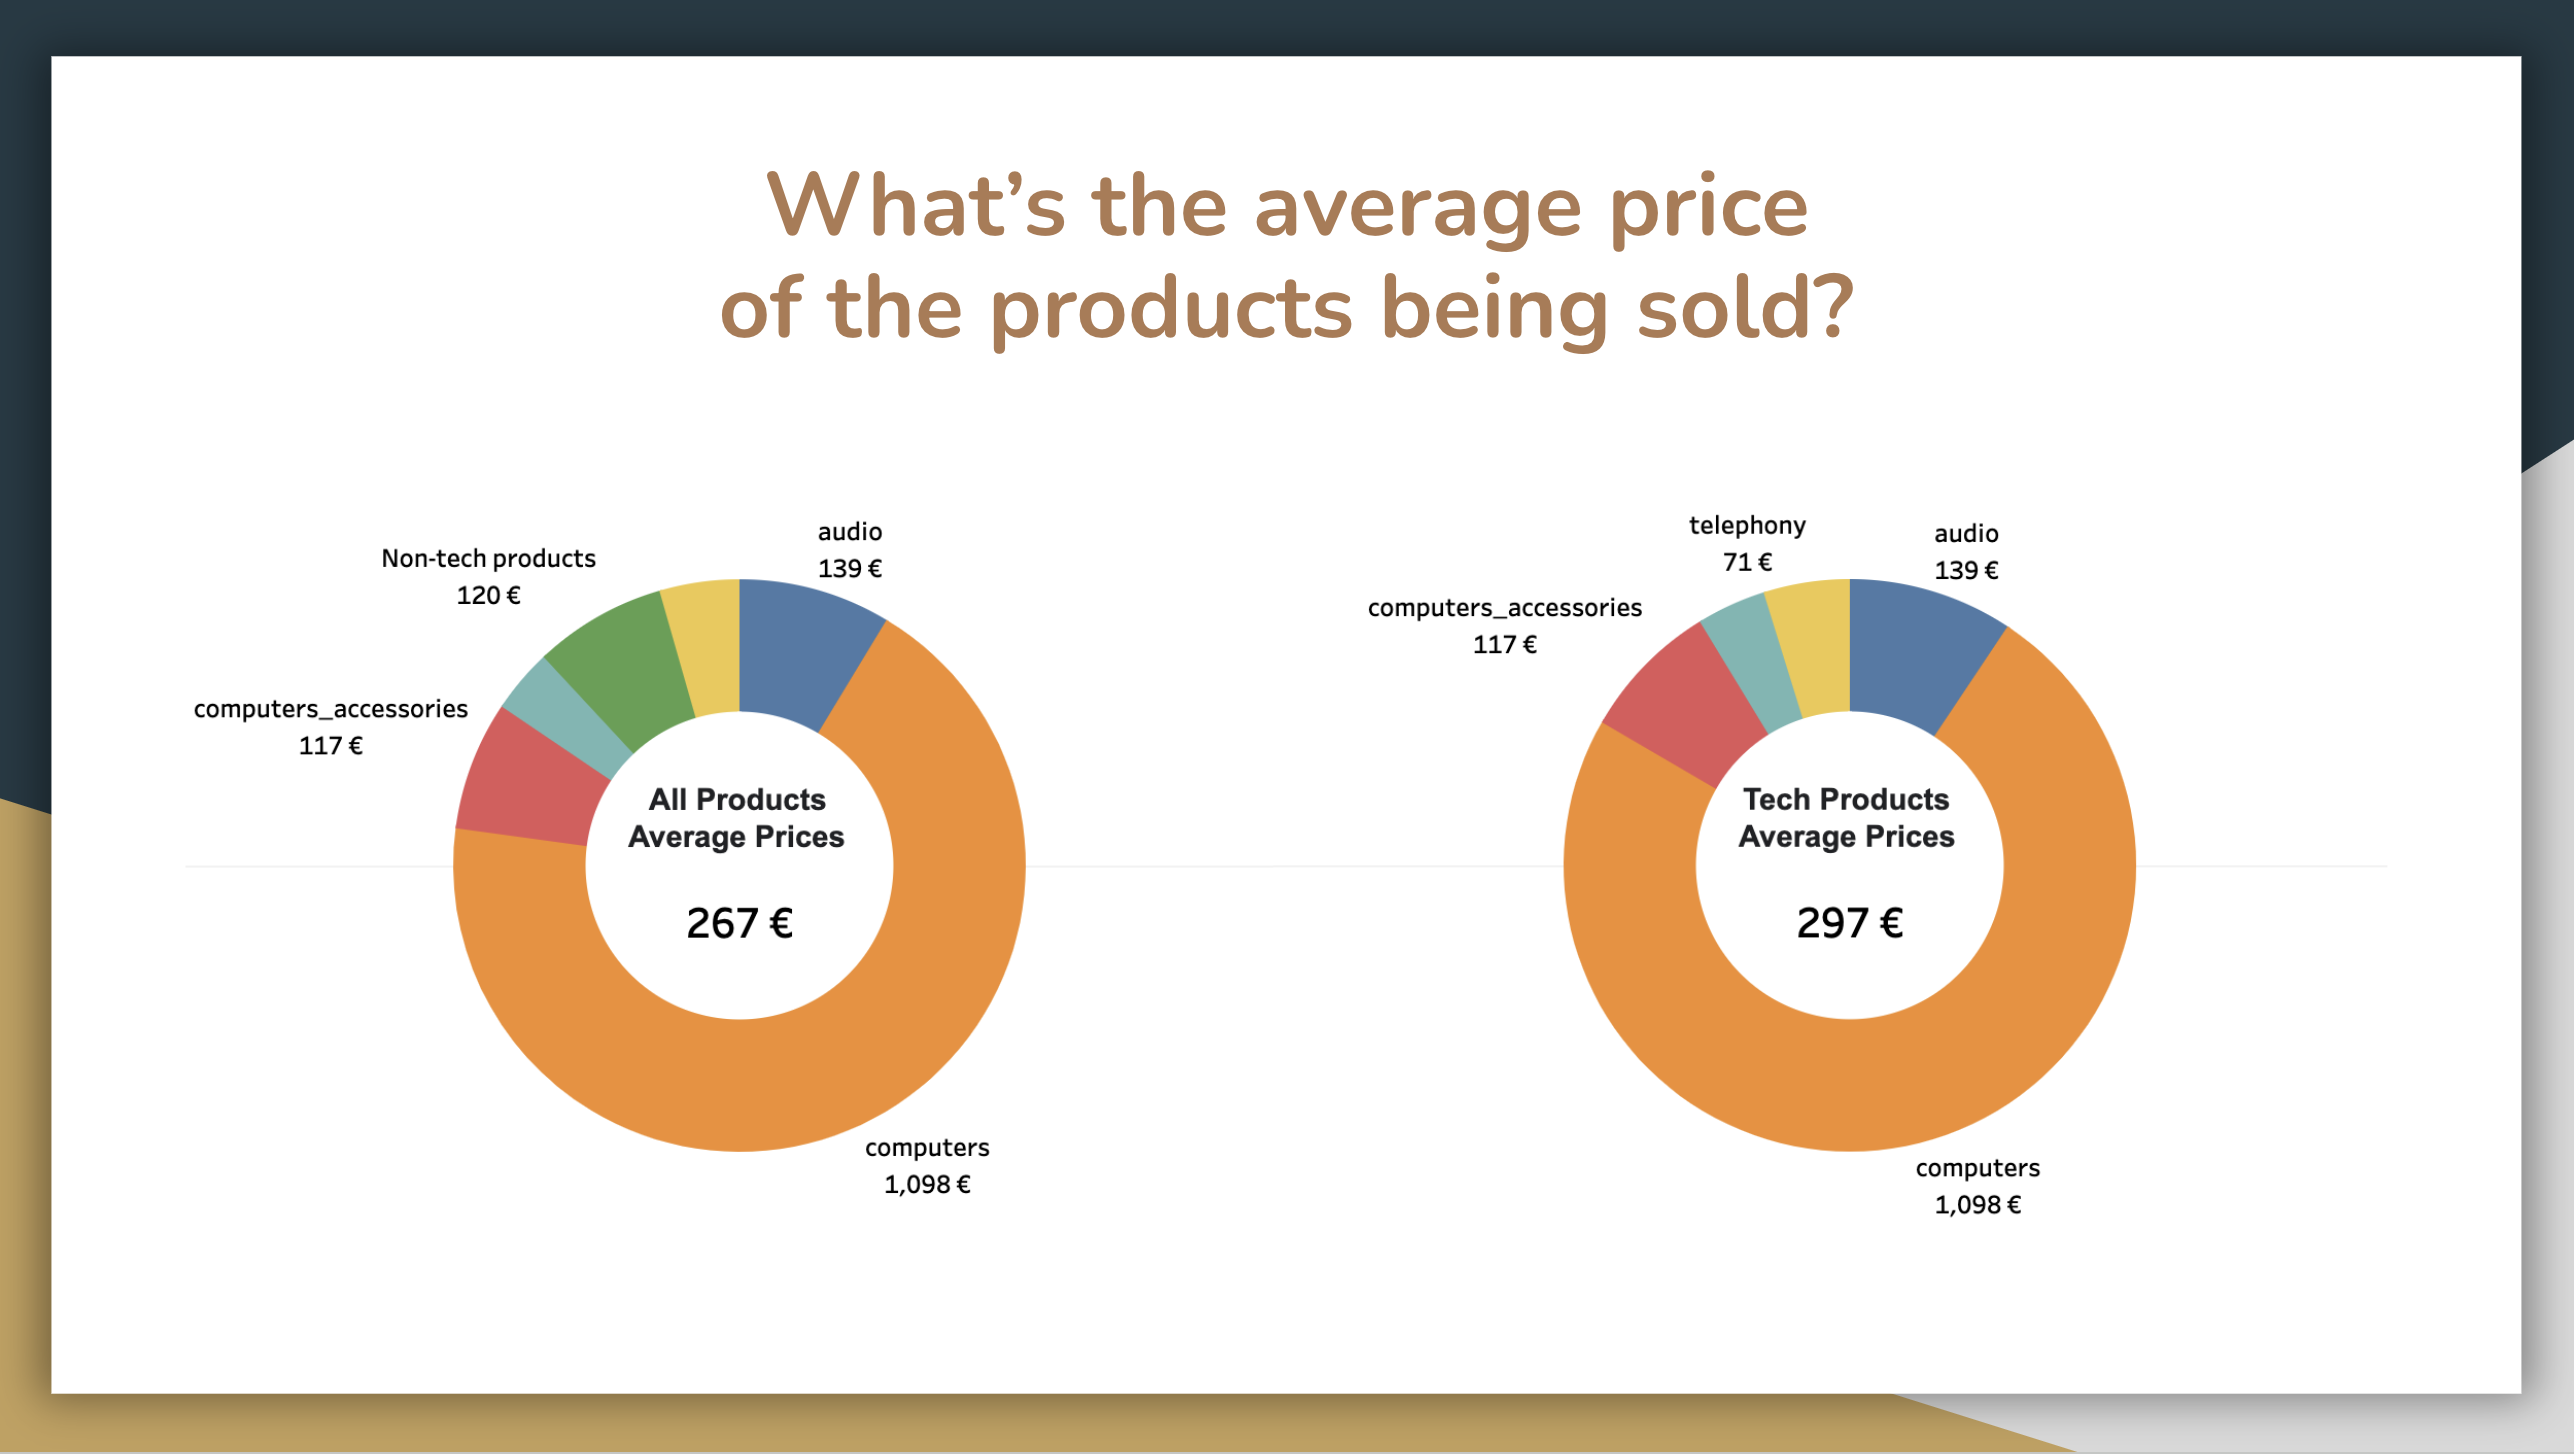 What’s the average price
of the products being sold?
audio
139 €
Non-tech products
120 €
computers_accessories
117 €
All Products
Average Prices
267 €
computers
1,098 €
telephony
71 €
audio
139 €
computers_accessories
117 €
Tech Products
Average Prices
297 €
computers
1,098 €